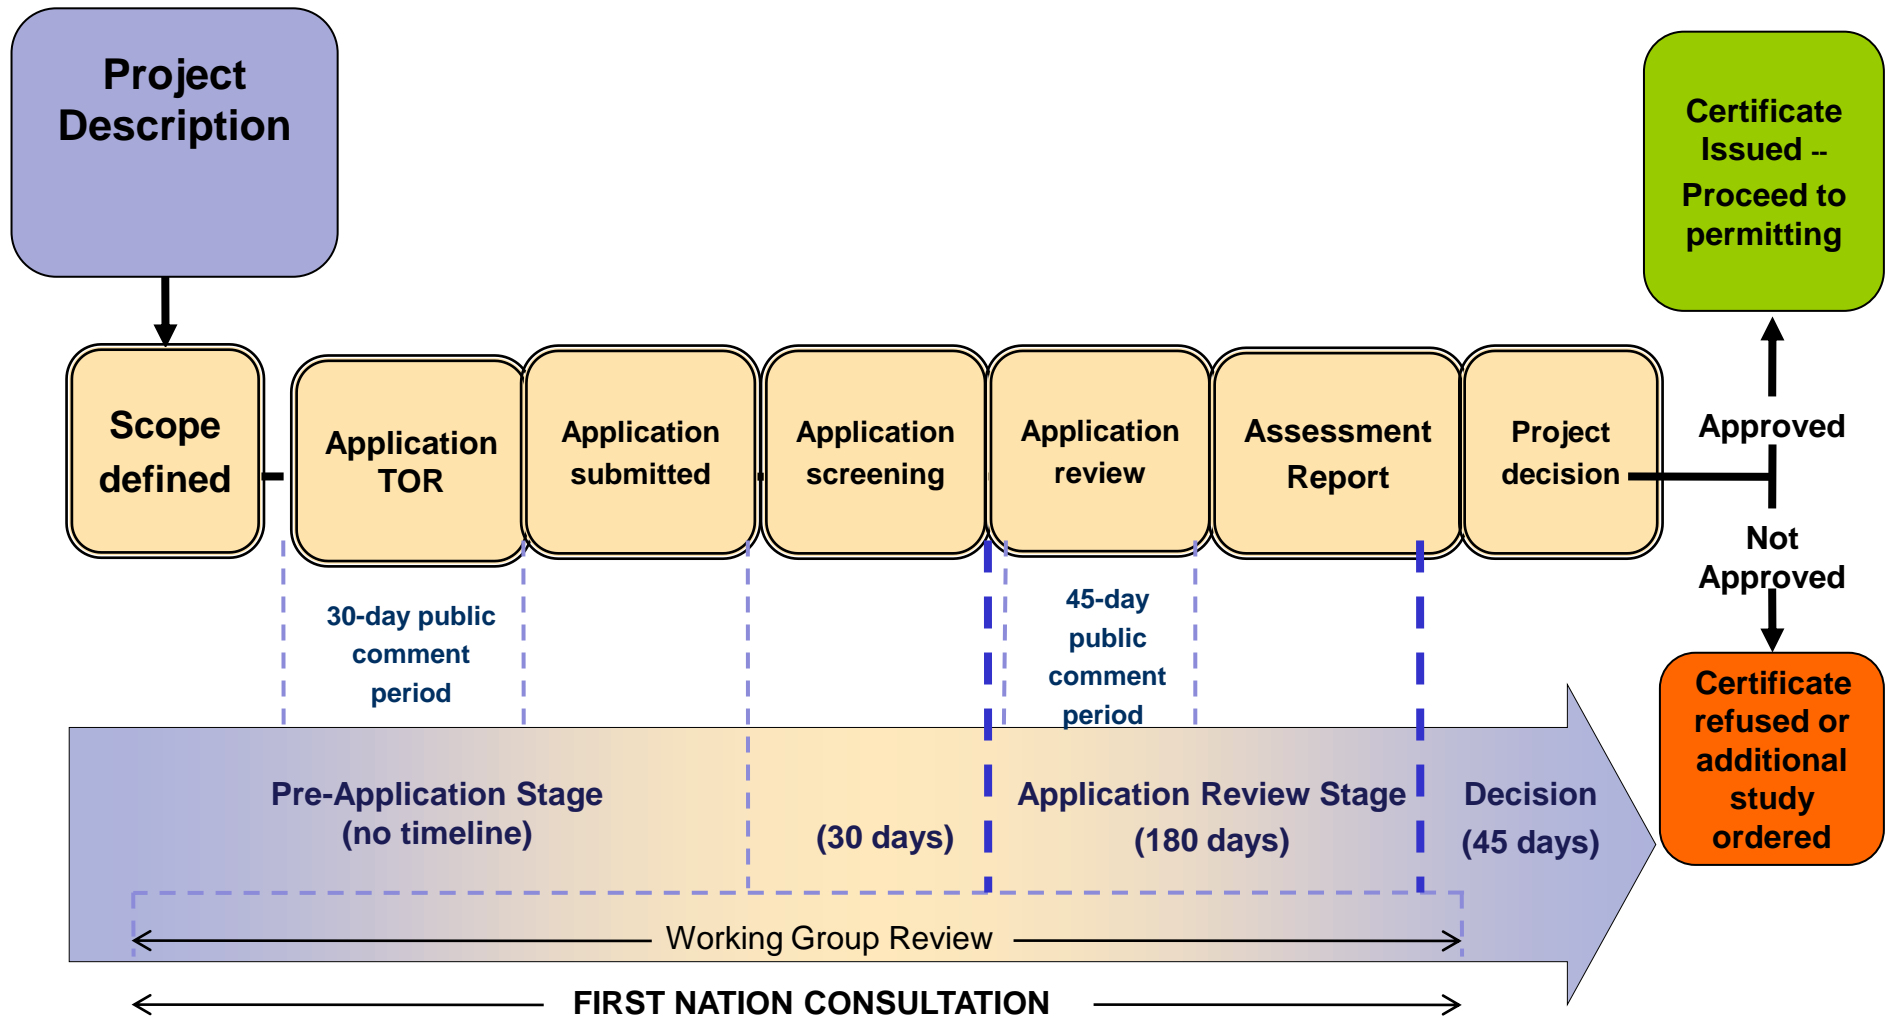 Project
Description
Certificate
Issued --
Proceed to
permitting
Scope
defined
Application
TOR
Application
submitted
Application
screening
Application
review
Assessment
Report
Project
decision
Approved
Not
Approved
30-day public
comment
period
45-day
public
comment
period
Certificate
refused or
additional
study
ordered
Pre-Application Stage
(no timeline)
(30 days)
Application Review Stage
(180 days)
Decision
(45 days)
Working Group Review
FIRST NATION CONSULTATION